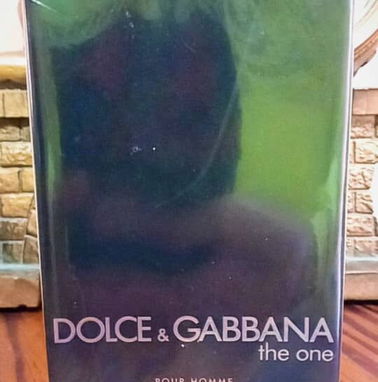 DOLCE & GABBANA
the one
POUR HOMME